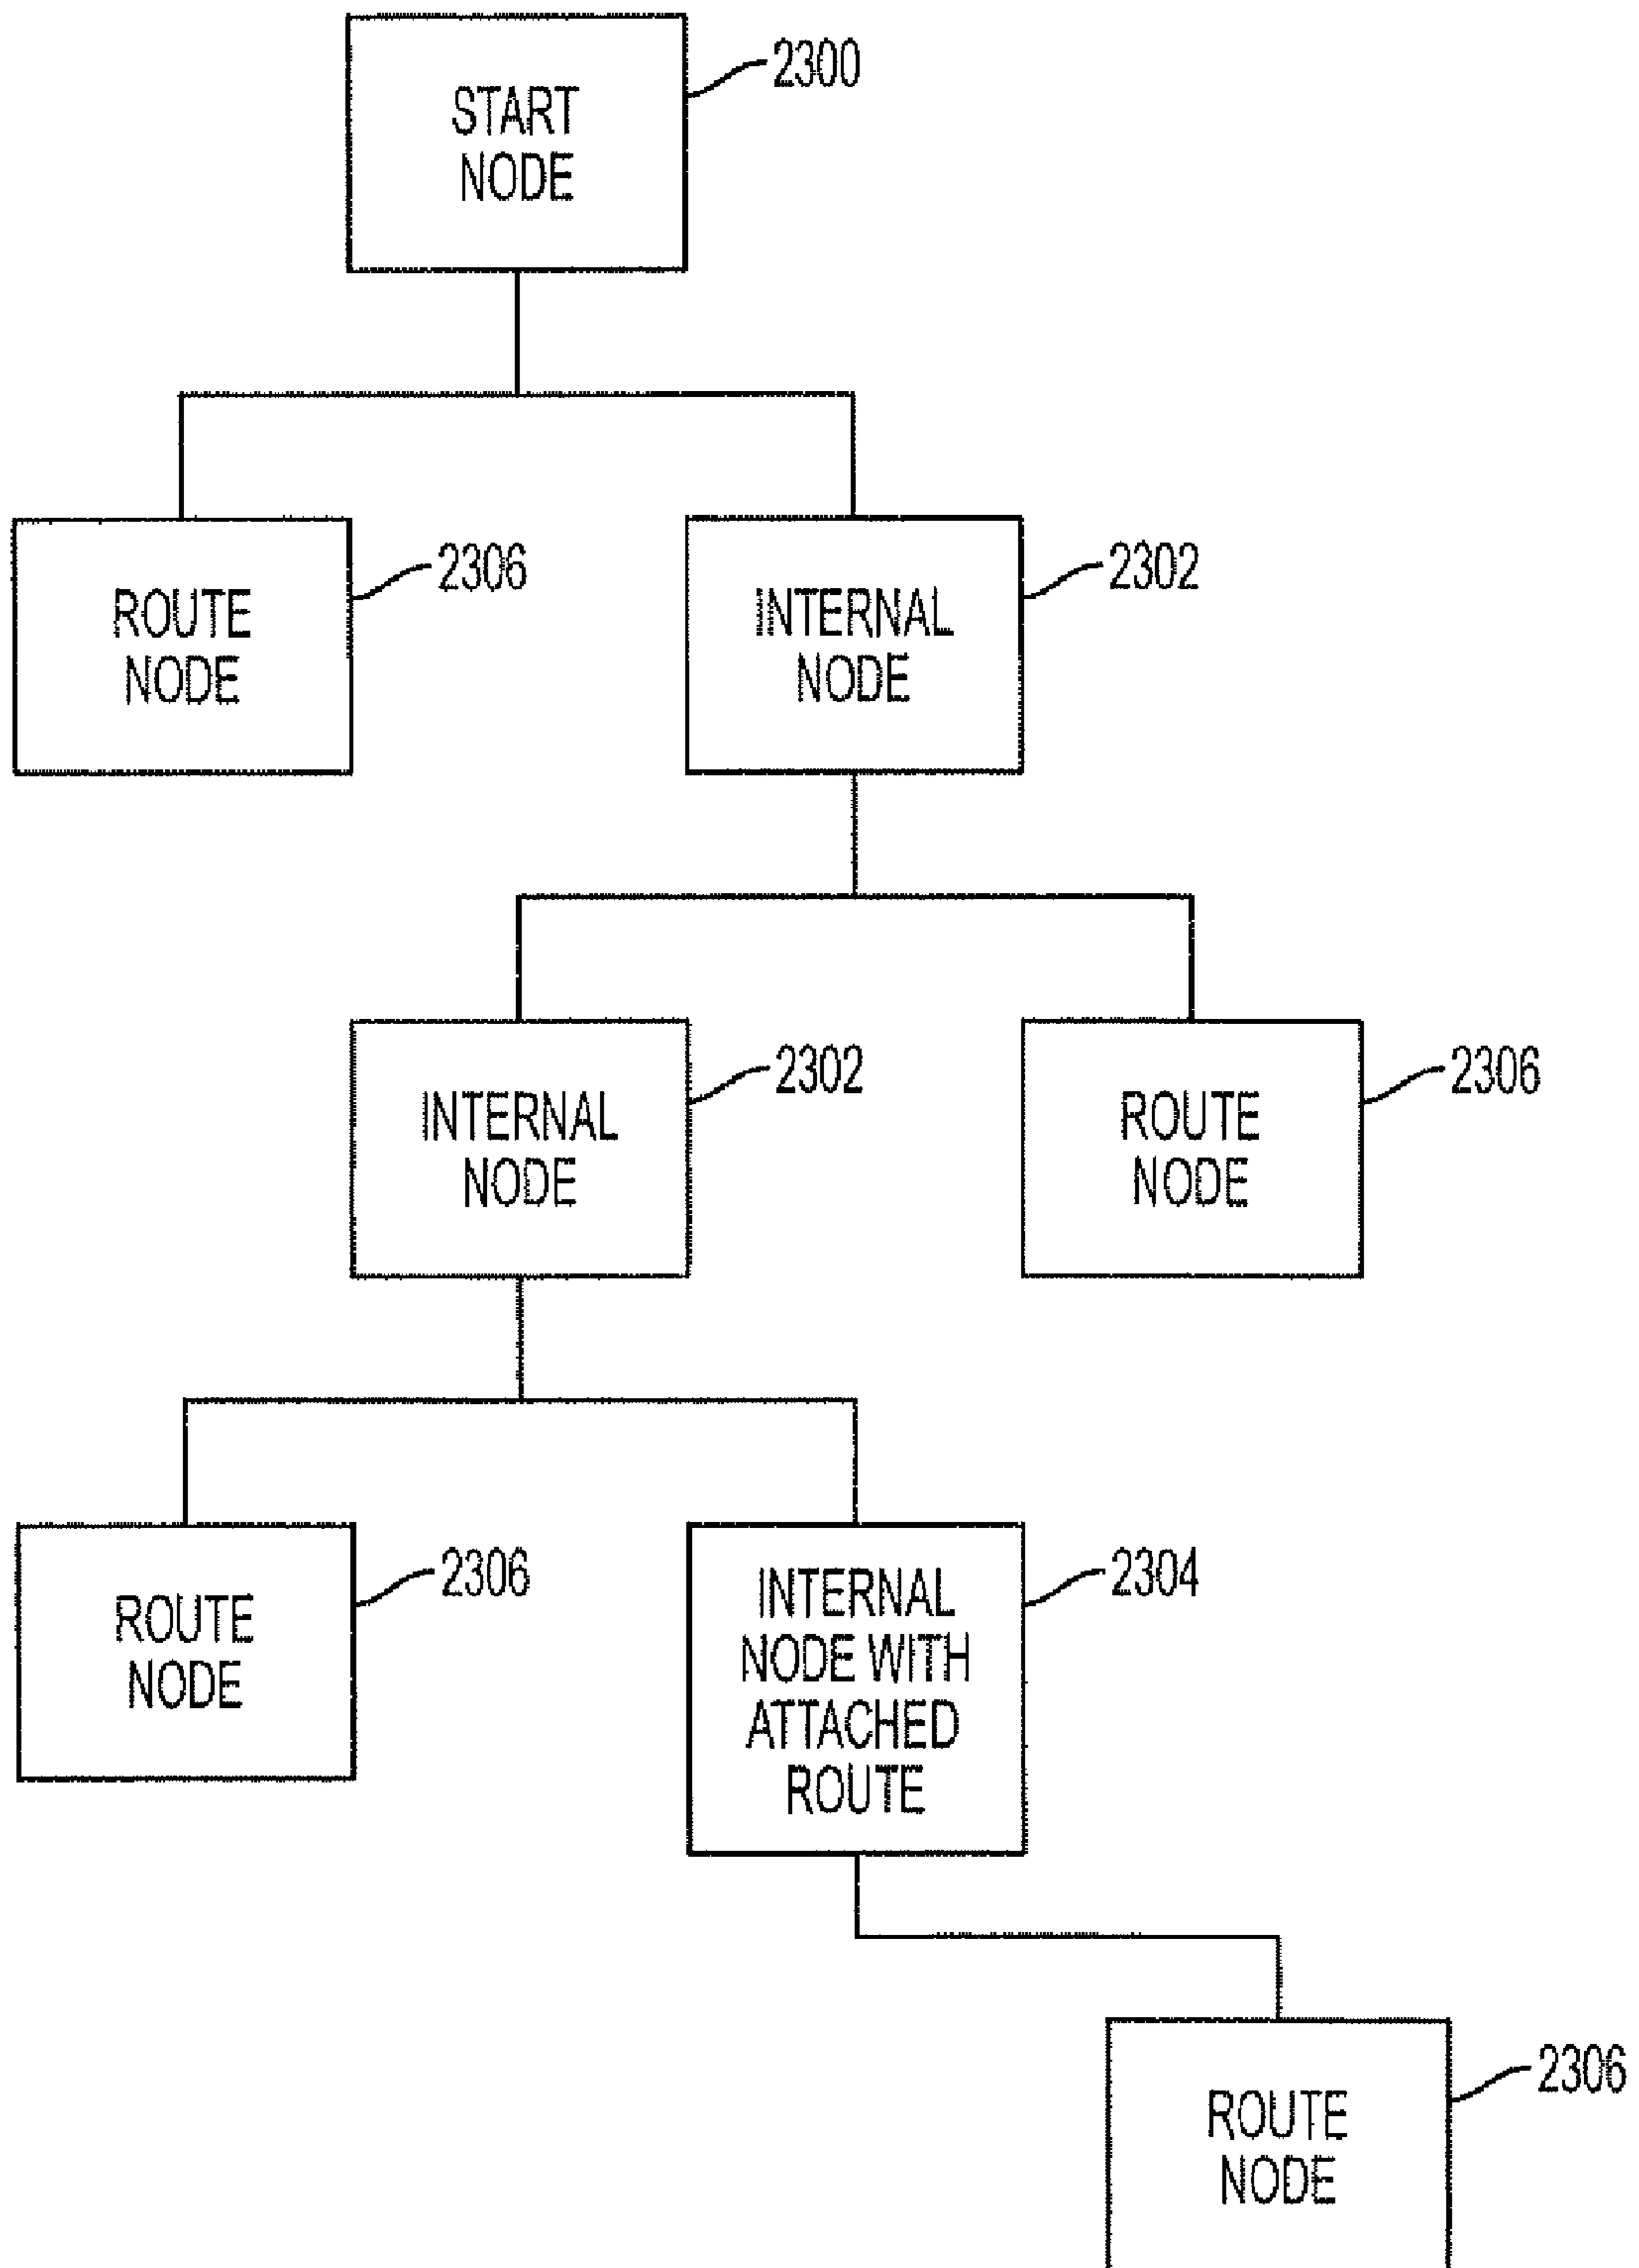 2300
START
NODE
2306
ROUTE
NODE
2302
INTERNAL
NODE
2302
INTERNAL
NODE
2306
ROUTE
NODE
2306
ROUTE
NODE
2304
INTERNAL
NODE WITH
ATTACHED
ROUTE
2306
ROUTE
NODE